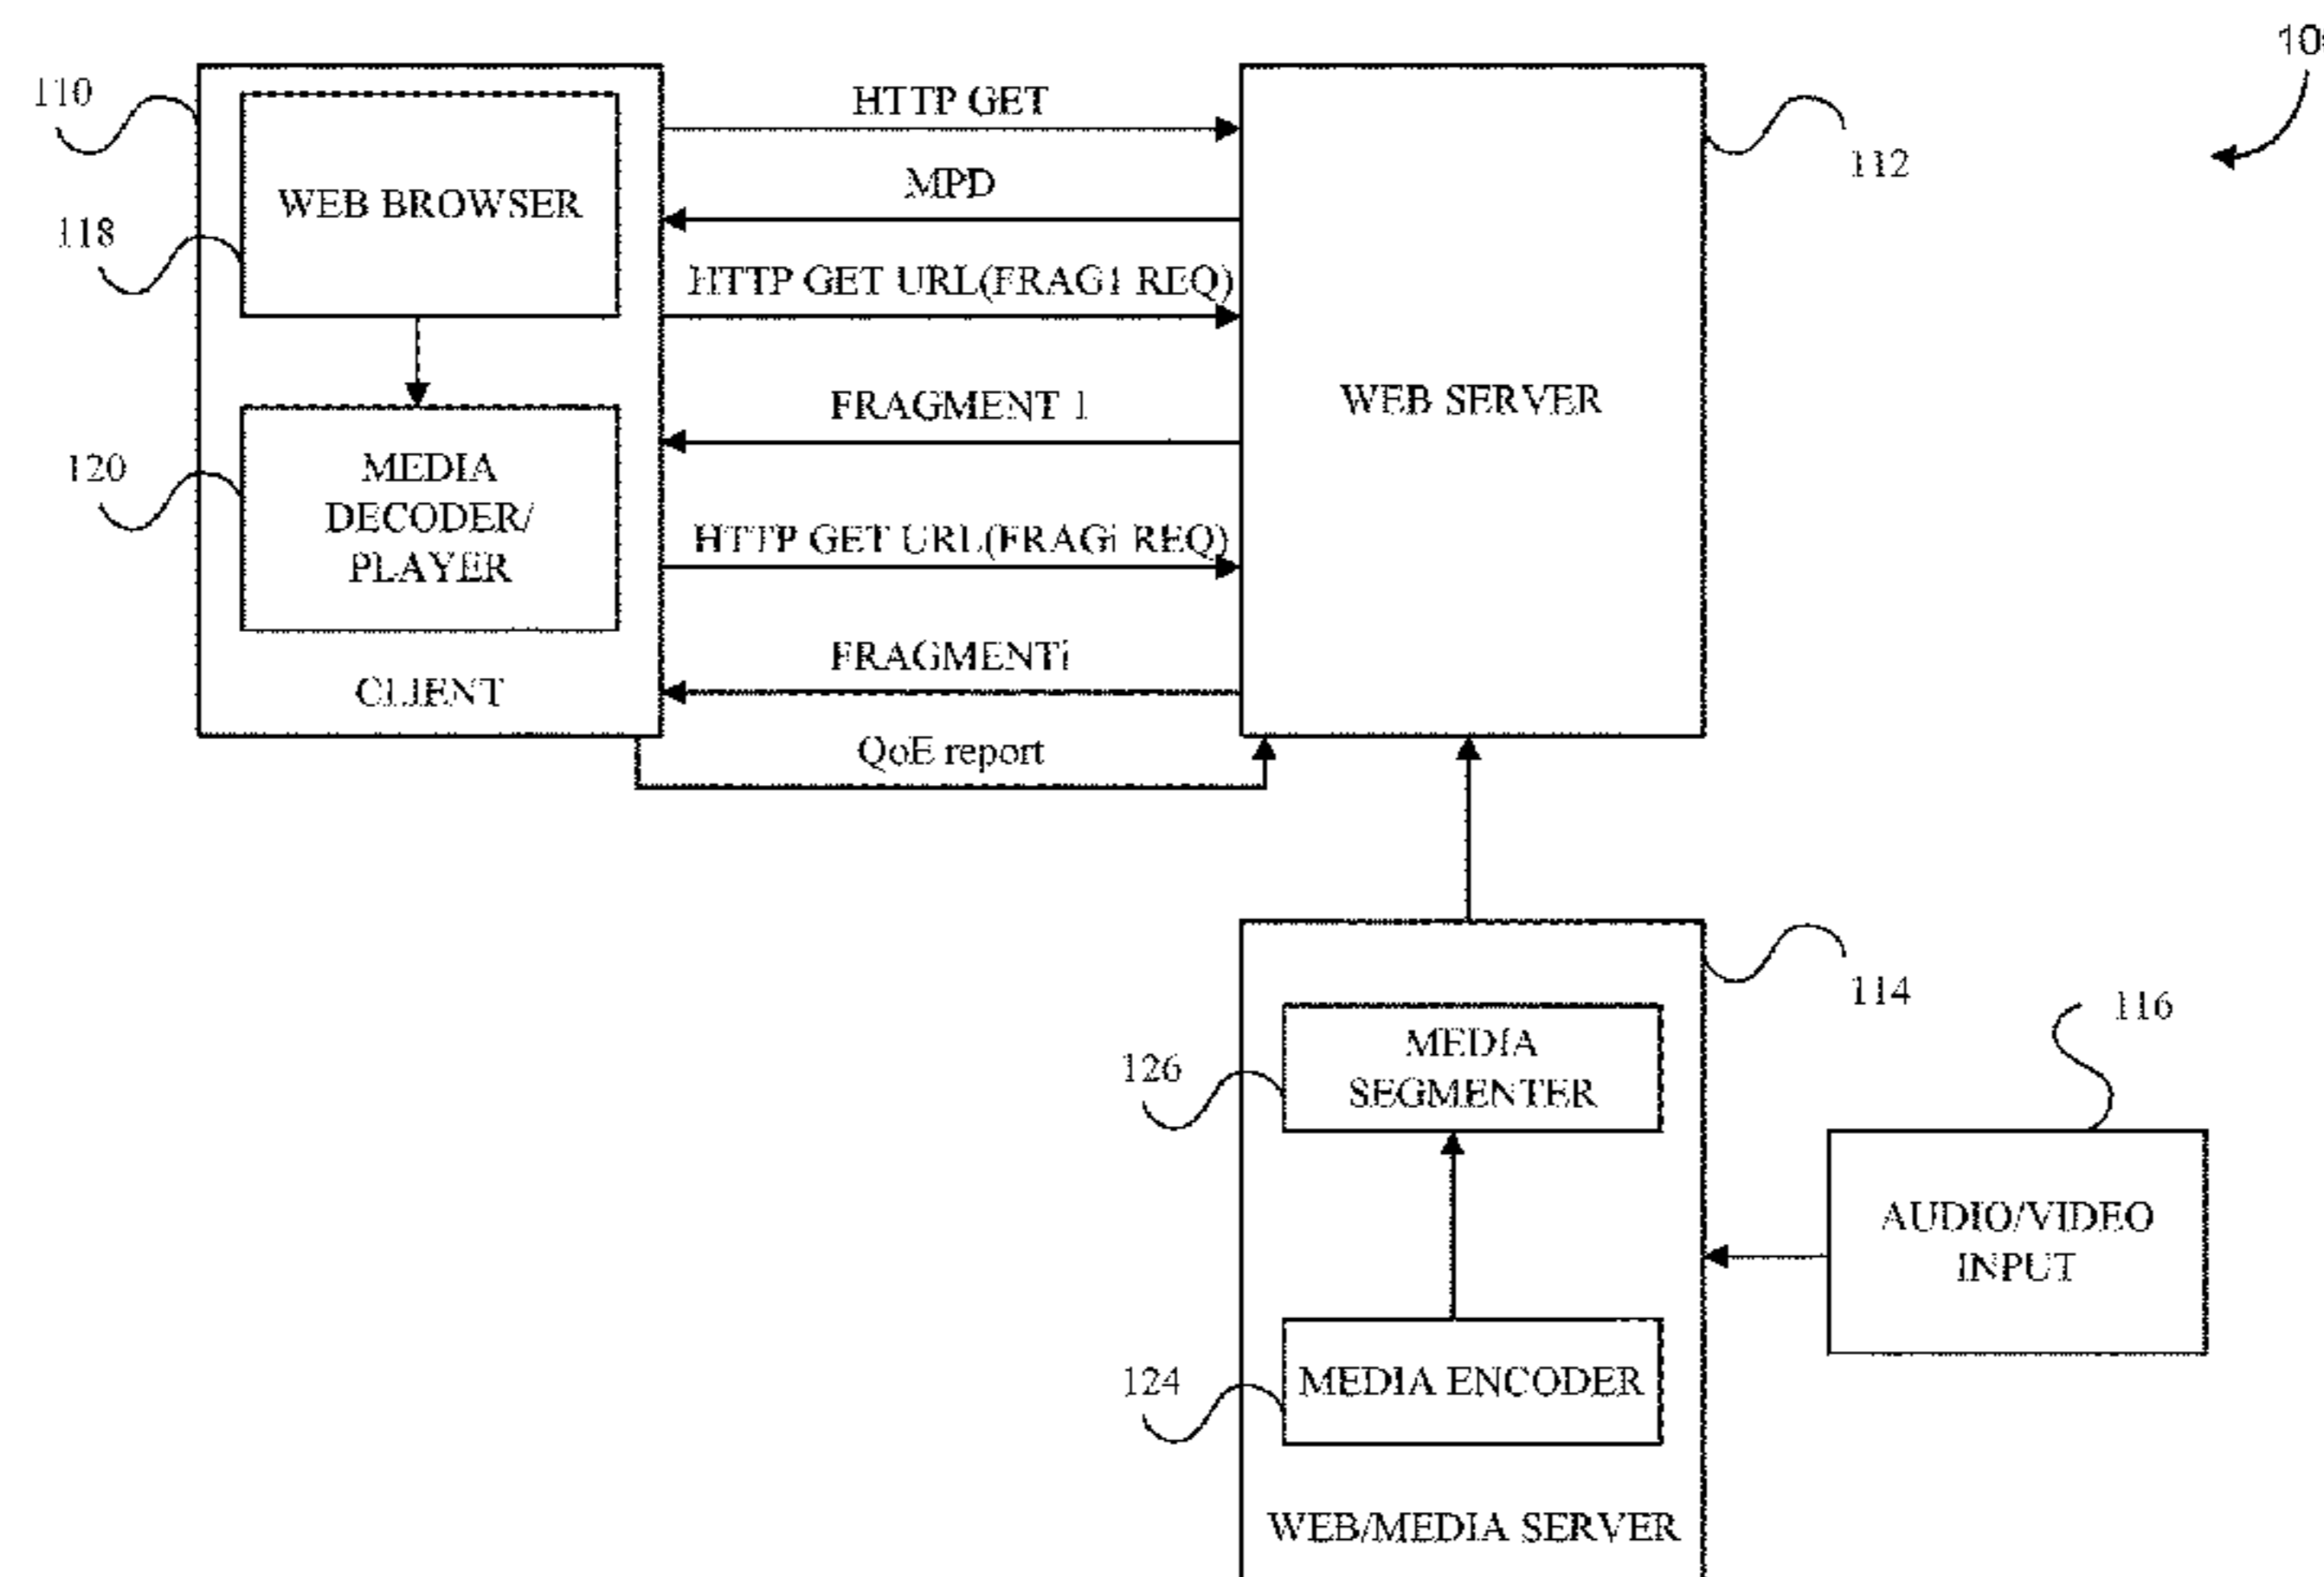 10
110
HTTP GET
112
WEB BROWSER
MPD
118
HTTP GET URL(FRAG1 REQ)
FRAGMENT 1
WEB SERVER
120
MEDIA
DECODER/
PLAYER
HTTP GET URL(FRAGi REQ)
FRAGMENTi
CLIENT
QoE report
114
116
126
MEDIA
SEGMENTER
AUDIO/VIDEO
INPUT
124
MEDIA ENCODER
WEB/MEDIA SERVER